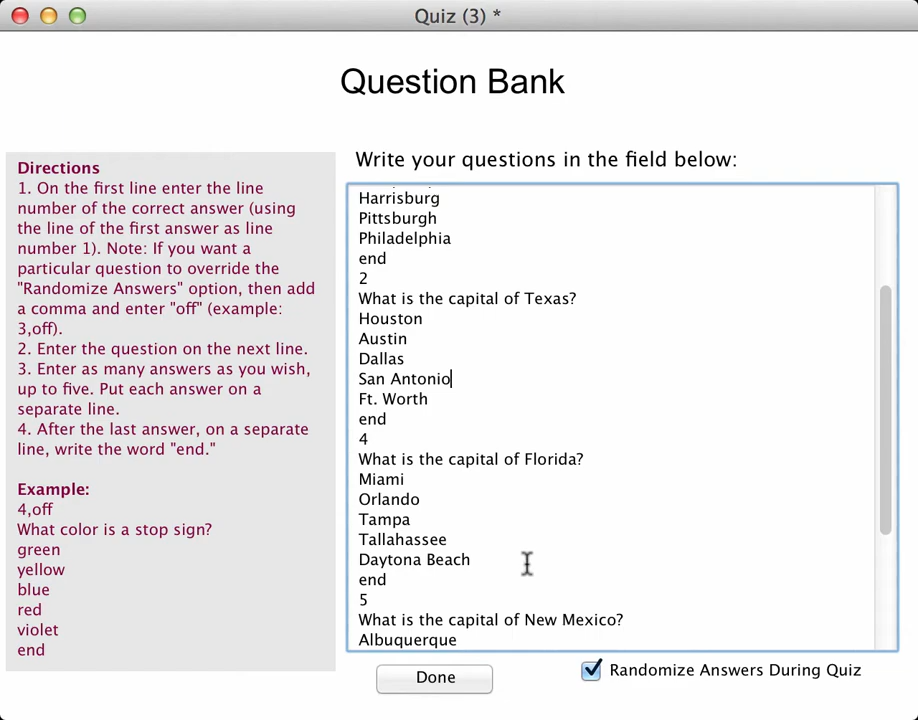 Quiz (3) *
Question Bank
Directions
1. On the first line enter the line
number of the correct answer (using
the line of the first answer as line
number 1). Note: If you want a
particular question to override the
"Randomize Answers" option, then add
a comma and enter "off" (example:
3,off).
2. Enter the question on the next line.
3. Enter as many answers as you wish,
up to five. Put each answer on a
separate line.
4. After the last answer, on a separate
line, write the word "end."
Example:
4,off
What color is a stop sign?
green
yellow
blue
red
violet
end
Write your questions in the field below:
Harrisburg
Pittsburgh
Philadelphia
end
2
What is the capital of Texas?
Houston
Austin
Dallas
San Antonio
Ft. Worth
end
4
What is the capital of Florida?
Miami
Orlando
Tampa
Tallahassee
Daytona Beach
end
5
What is the capital of New Mexico?
Albuquerque
Done
Randomize Answers During Quiz